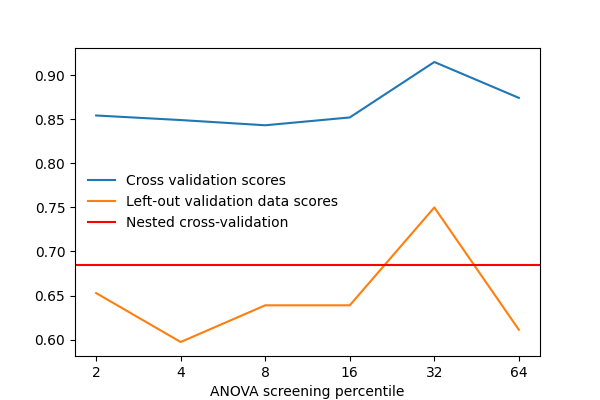 0.90
0.85
0.80
0.75
0.70
0.65
0.60
Cross validation scores
Left-out validation data scores
Nested cross-validation
2 4 8 16 32 64
ANOVA screening percentile